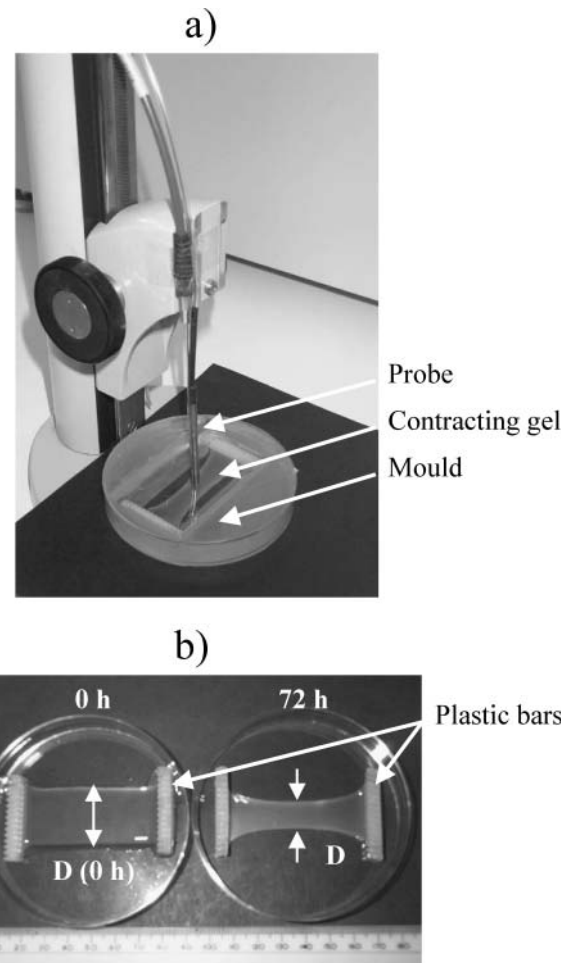 a)
Probe
Contracting gel
Mould
b)
0 h
72 h
Plastic bars
D (0 h)
D